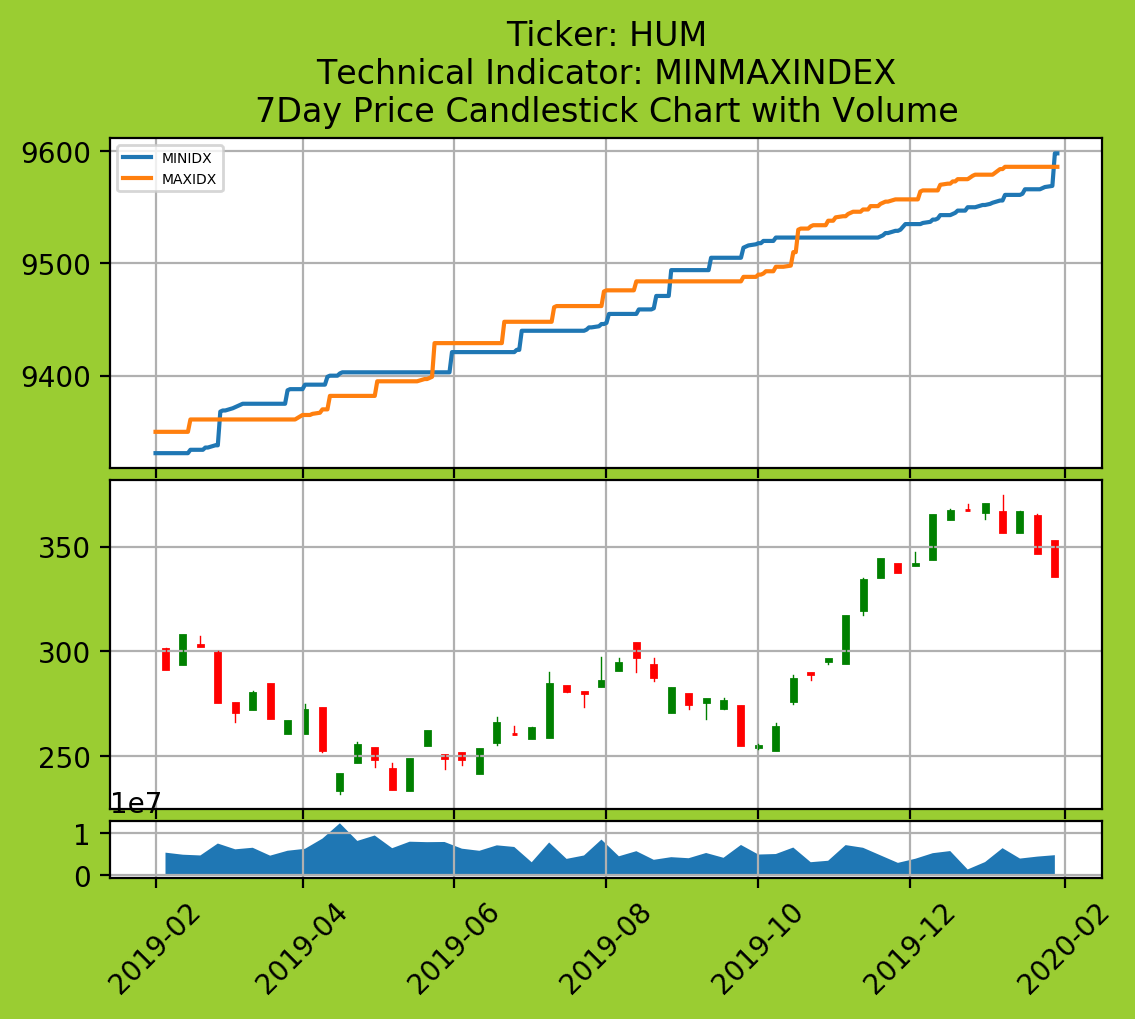 Ticker: HUM
Technical Indicator: MINMAXINDEX
7Day Price Candlestick Chart with Volume
9600
9500
9400
MINIDX
MAXIDX
350
300
250
1e7
1
0
2019-02
2019-04
2019-06
2019-08
2019-10
2019-12
2020-02